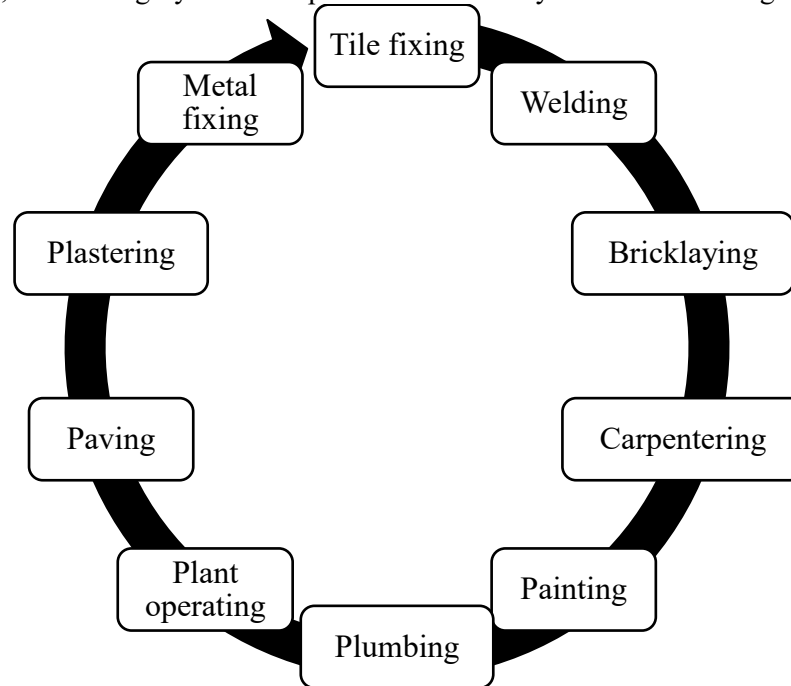 Tile fixing
Welding
Bricklaying
Carpentering
Painting
Plumbing
Plant
operating
Paving
Plastering
Metal
fixing